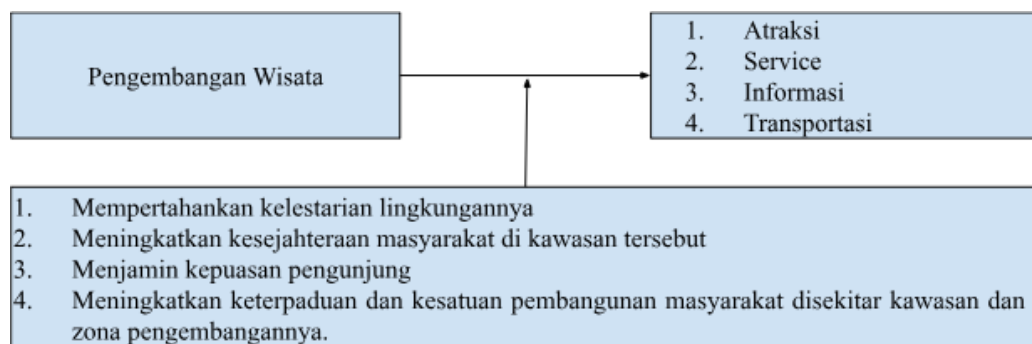 Pengembangan Wisata
1. Atraksi
2. Service
3. Informasi
4. Transportasi
1. Mempertahankan kelestarian lingkungannya
2. Meningkatkan kesejahteraan masyarakat di kawasan tersebut
3. Menjamin kepuasan pengunjung
4. Meningkatkan keterpaduan dan kesatuan pembangunan masyarakat disekitar kawasan dan
zona pengembangannya.